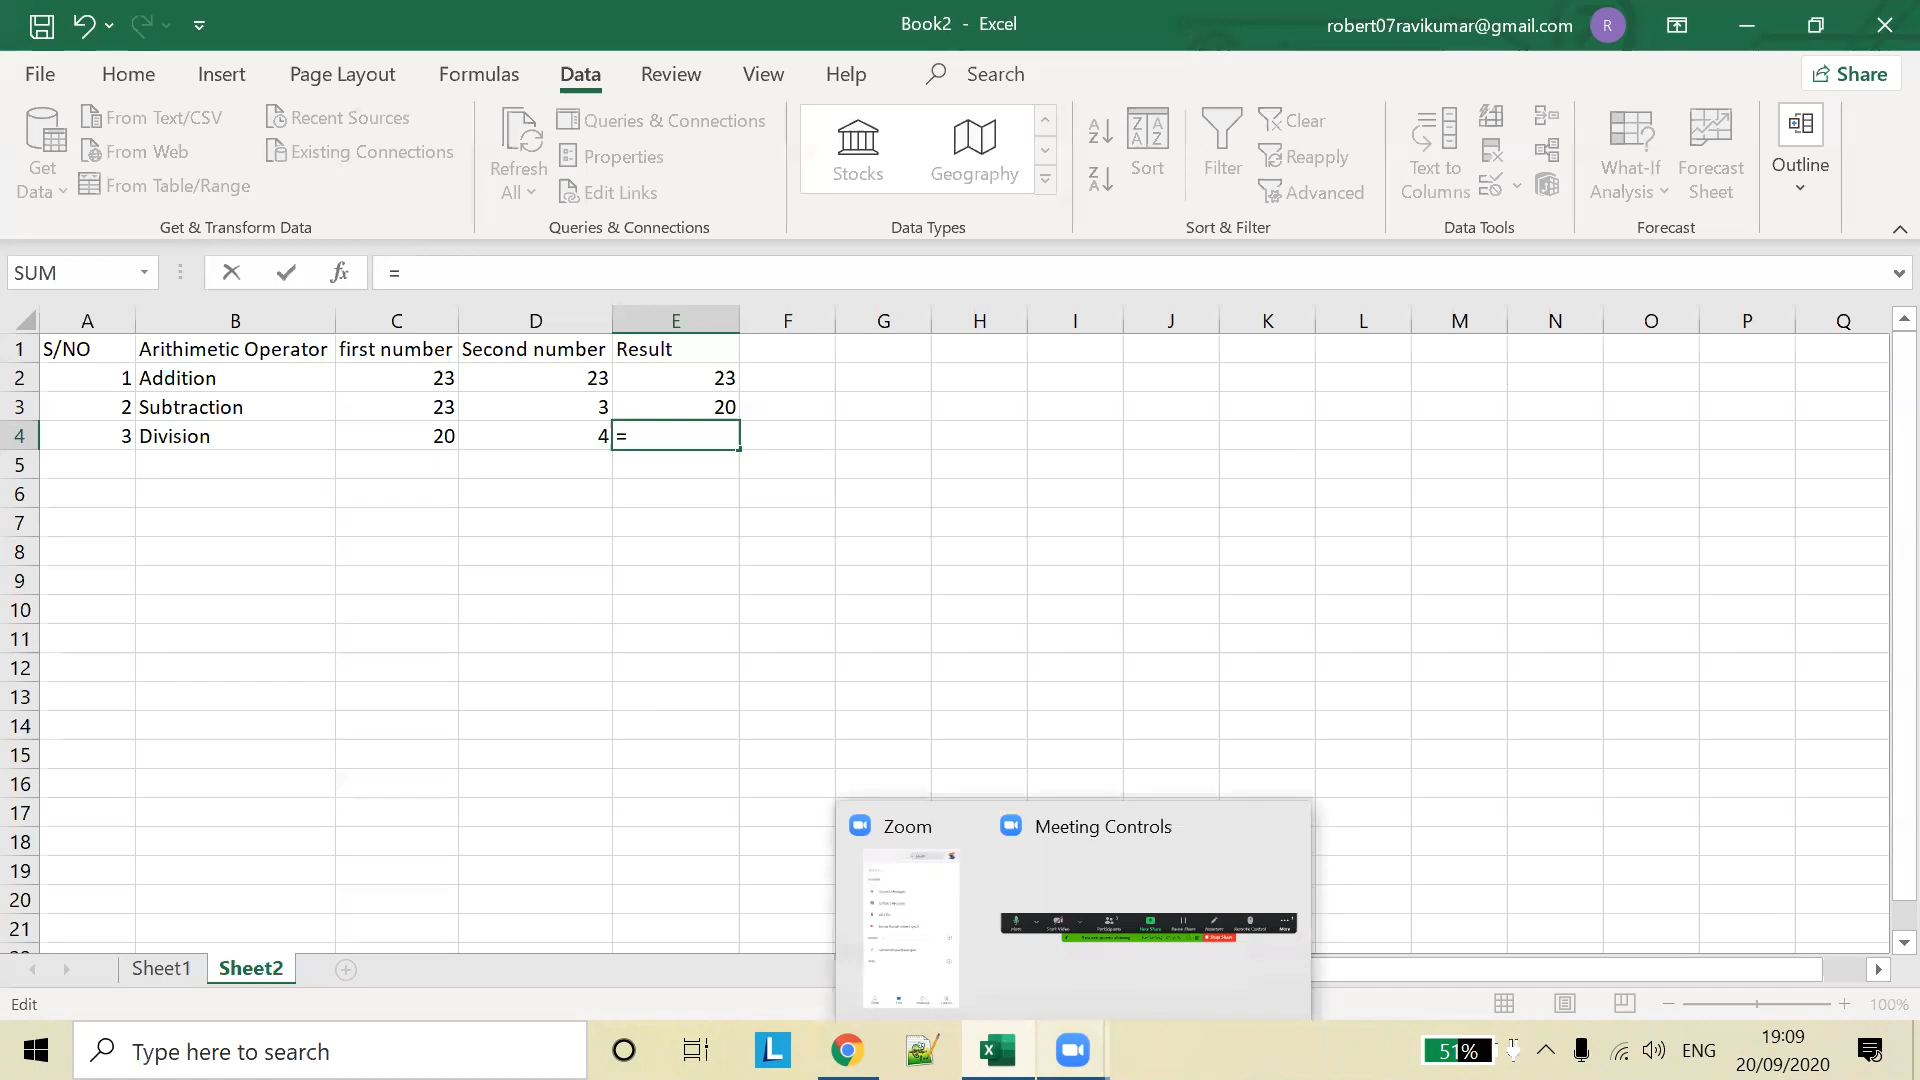 Book2 - Excel
robert07ravikumar@gmail.com
R
File Home Insert Page Layout Formulas Data Review View Help Search
Share
Get Data
From Text/CSV
From Web
From Table/Range
Recent Sources
Existing Connections
Get & Transform Data
Refresh All
Queries & Connections
Properties
Edit Links
Queries & Connections
Stocks
Geography
Data Types
Sort
Filter
Clear
Reapply
Advanced
Sort & Filter
Text to Columns
Data Tools
What-If Analysis
Forecast Sheet
Forecast
Outline
SUM
fx
=
A B C D E F G H I J K L M N O P Q
1 S/NO Arithimetic Operator first number Second number Result
2 1 Addition 23 23 23
3 2 Subtraction 23 3 20
4 3 Division 20 4 =
5
6
7
8
9
10
11
12
13
14
15
16
17
18
19
20
21
Zoom
Meeting Controls
Sheet1 Sheet2
Edit
100%
Type here to search
L
51%
ENG
19:09
20/09/2020